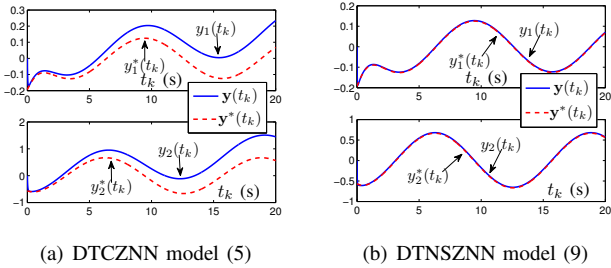 0.3
0.2
0.1
0
−0.1
−0.2
0 5 10 15 20
y₁(tₖ)
y₁*(tₖ)
tₖ (s)
y(tₖ)
y*(tₖ)
2
1
0
−1
0 5 10 15 20
y₂(tₖ)
y₂*(tₖ)
tₖ (s)
(a) DTCZNN model (5)
0.2
0.1
0
−0.1
−0.2
0 5 10 15 20
y₁(tₖ)
y₁*(tₖ)
tₖ (s)
y(tₖ)
y*(tₖ)
1
0.5
0
−0.5
−1
0 5 10 15 20
y₂(tₖ)
y₂*(tₖ)
tₖ (s)
(b) DTNSZNN model (9)